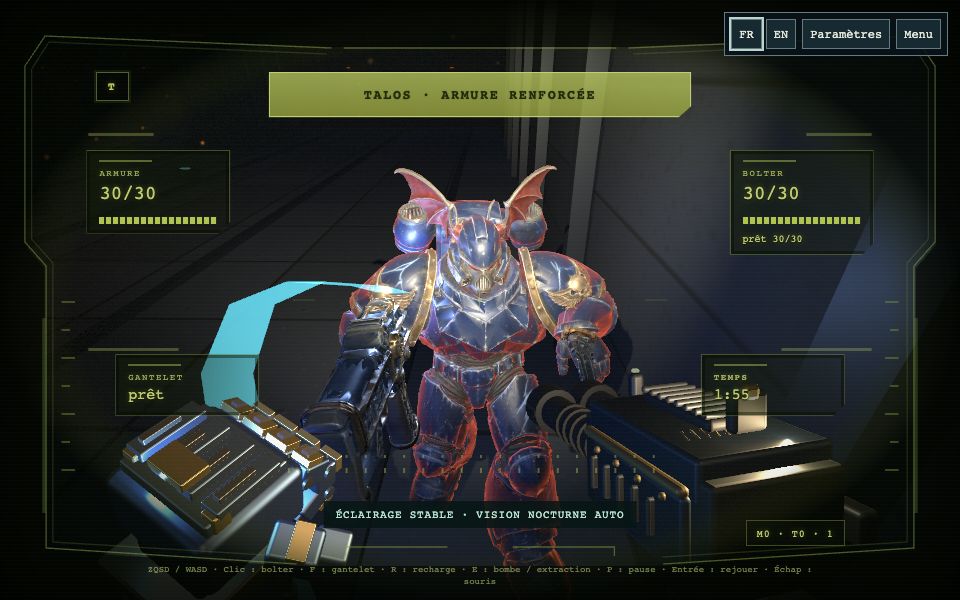 FR EN Paramètres Menu
T
TALOS · ARMURE RENFORCÉE
ARMURE
30/30
BOLTER
30/30
prêt 30/30
GANTELET
prêt
TEMPS
1:55
ÉCLAIRAGE STABLE · VISION NOCTURNE AUTO
M0 · T0 · 1
ZQSD / WASD · Clic : bolter · F : gantelet · R : recharge · E : bombe / extraction · P : pause · Entrée : rejouer · Échap :
souris